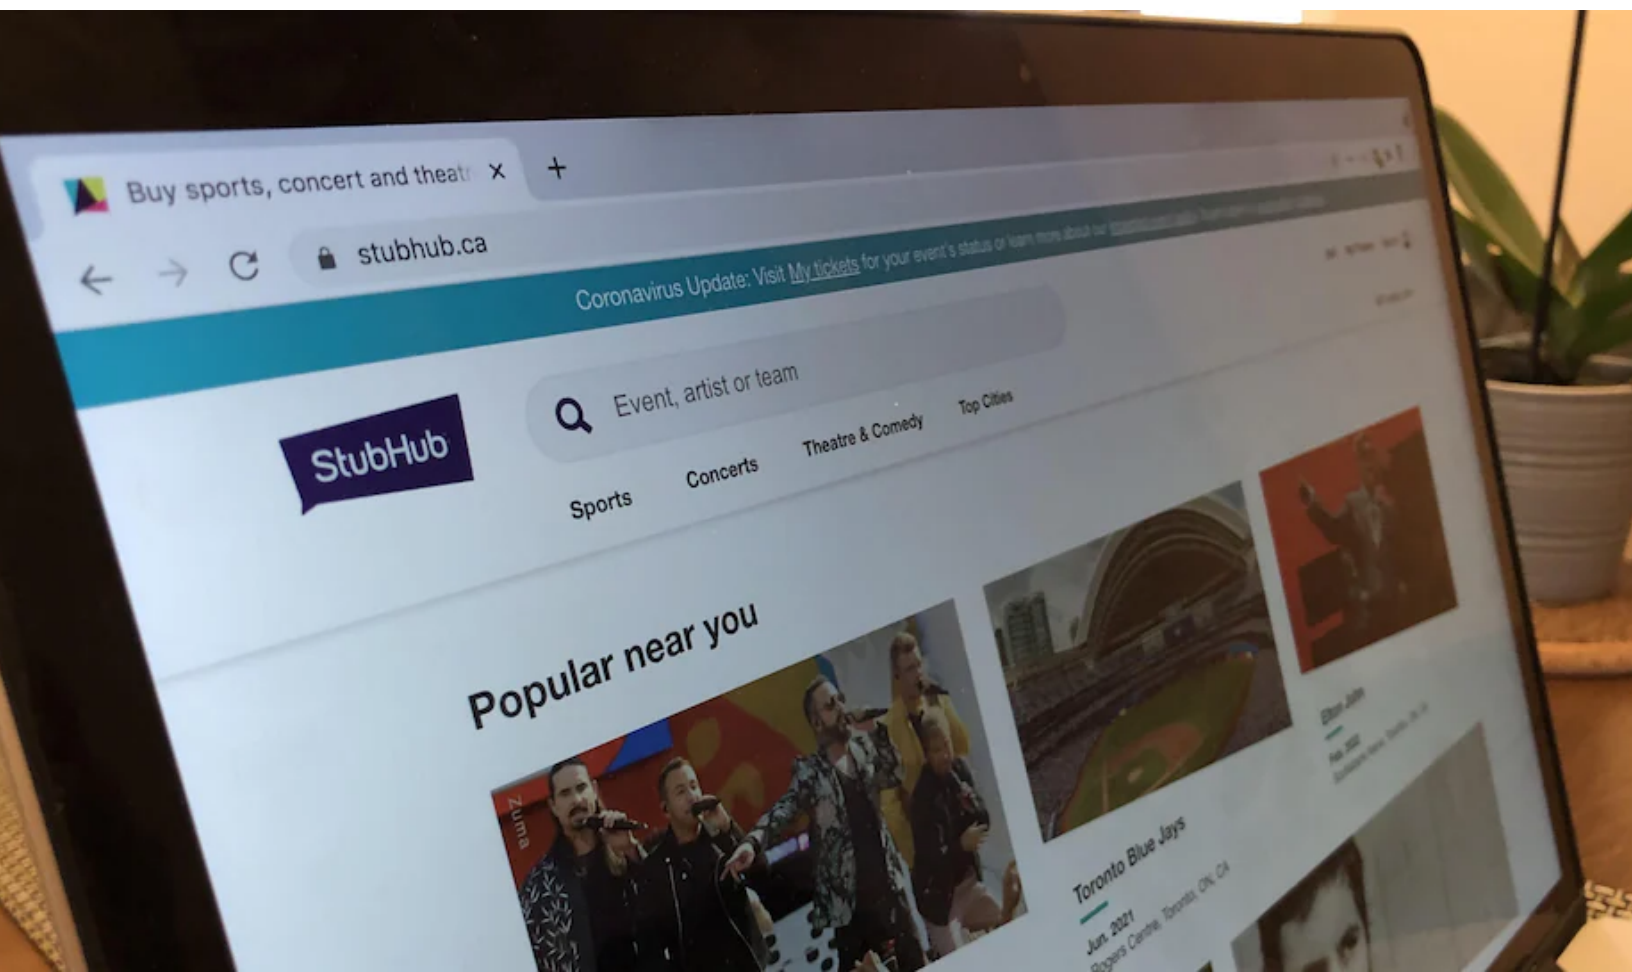 Buy sports, concert and theat
stubhub.ca
Coronavirus Update: Visit My tickets for your event's status or learn more about our
StubHub
Event, artist or team
Sports
Concerts
Theatre & Comedy
Top Cities
Popular near you
Zuma
Toronto Blue Jays
Jun. 2021
Rogers Centre, Toronto, ON, CA
Elton John
Feb. 2022